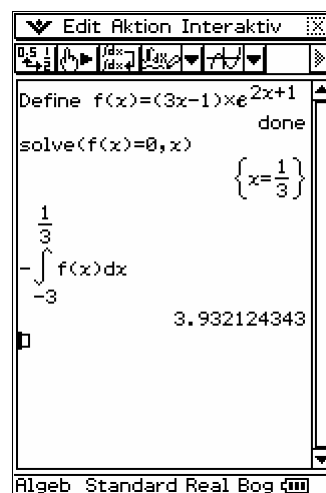 Edit Aktion Interaktiv
Define f(x)=(3x-1)×e^2x+1
done
solve(f(x)=0,x)
{x=1/3}
1/3
-∫f(x)dx
-3
3.932124343
Algeb Standard Real Bog